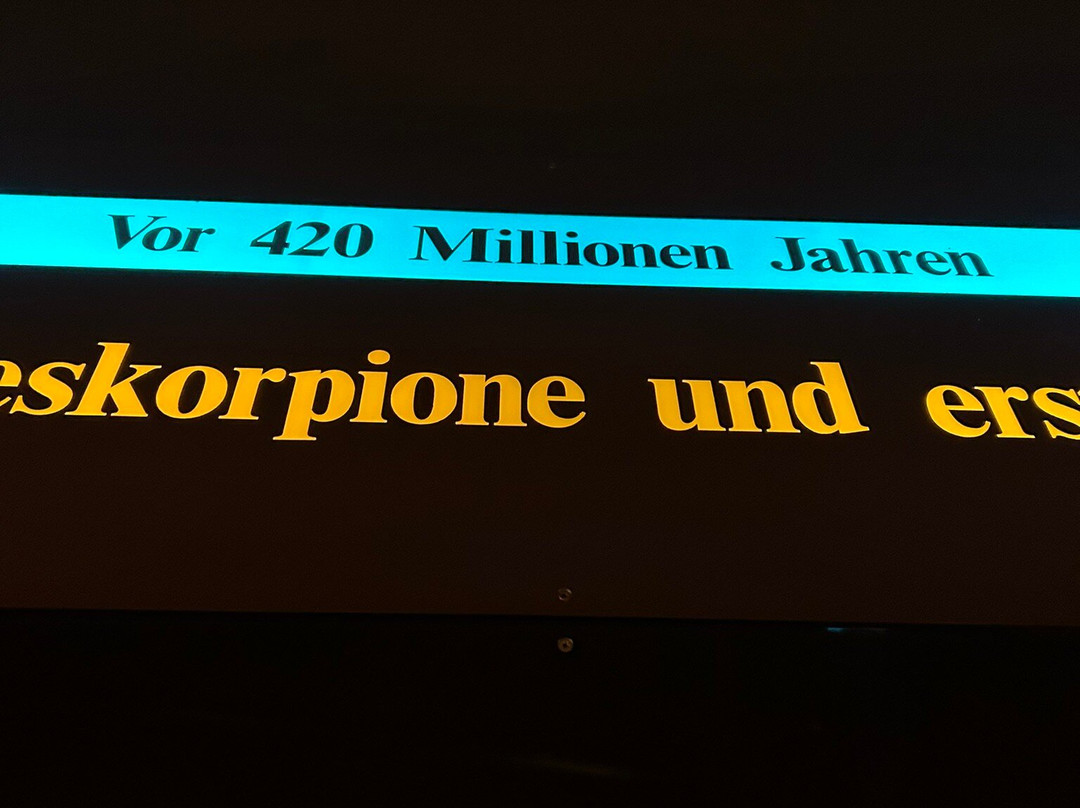 Vor 420 Millionen Jahren
eskorpione und ers